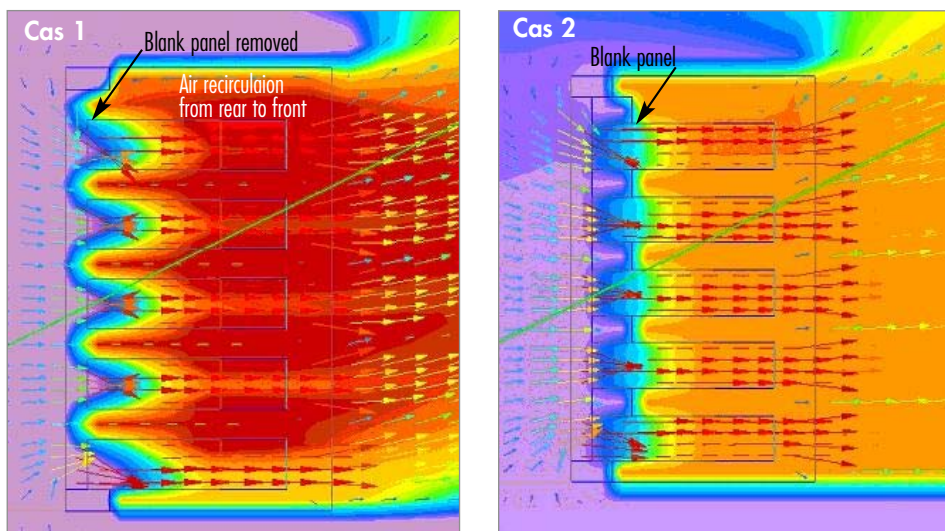 Cas 1
Blank panel removed
Air recirculaion
from rear to front
Cas 2
Blank panel